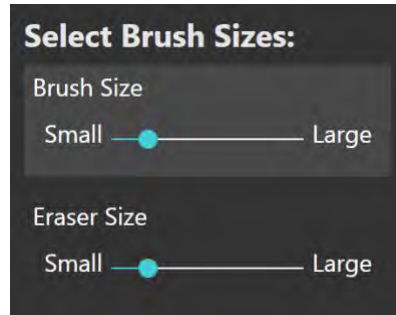 Select Brush Sizes:
Brush Size
Small Large
Eraser Size
Small Large